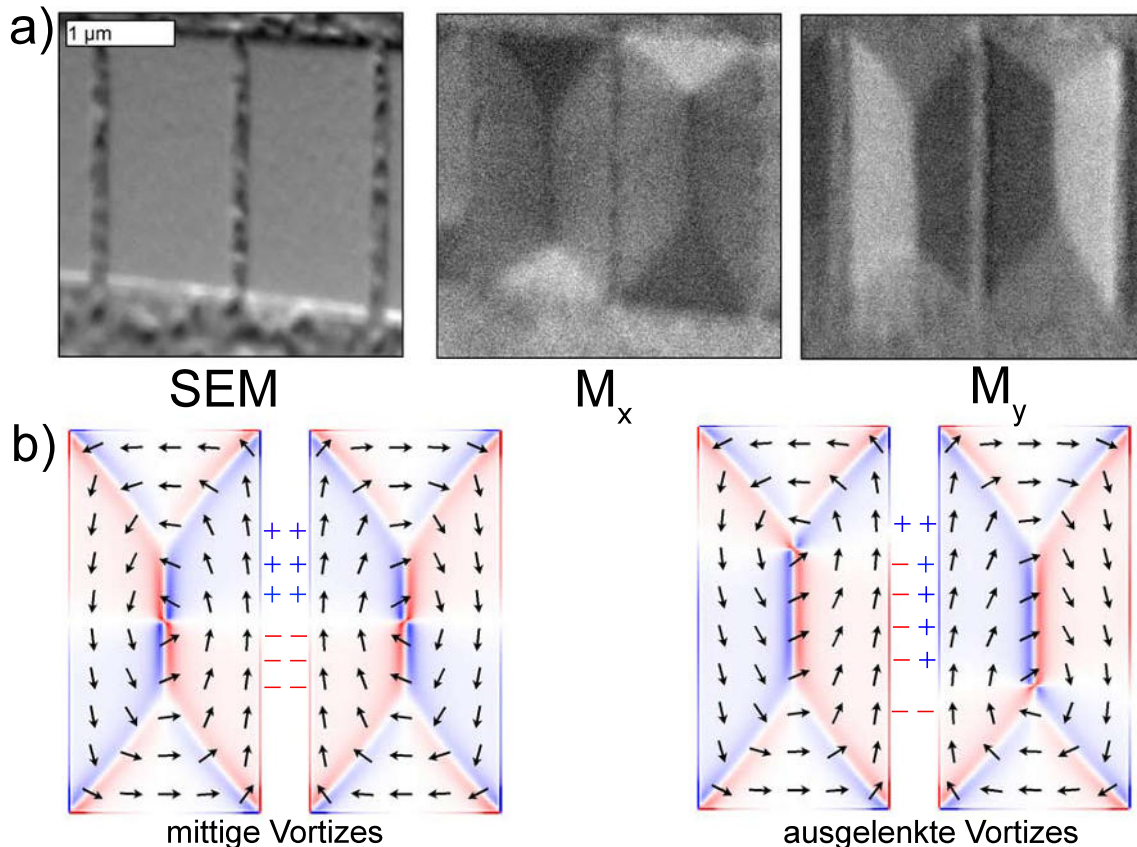 a)
1 µm
SEM
Mx
My
b)
+ +
+ +
+ +
− −
− −
− −
+ +
− +
− +
− +
− +
− −
mittige Vortizes
ausgelenkte Vortizes